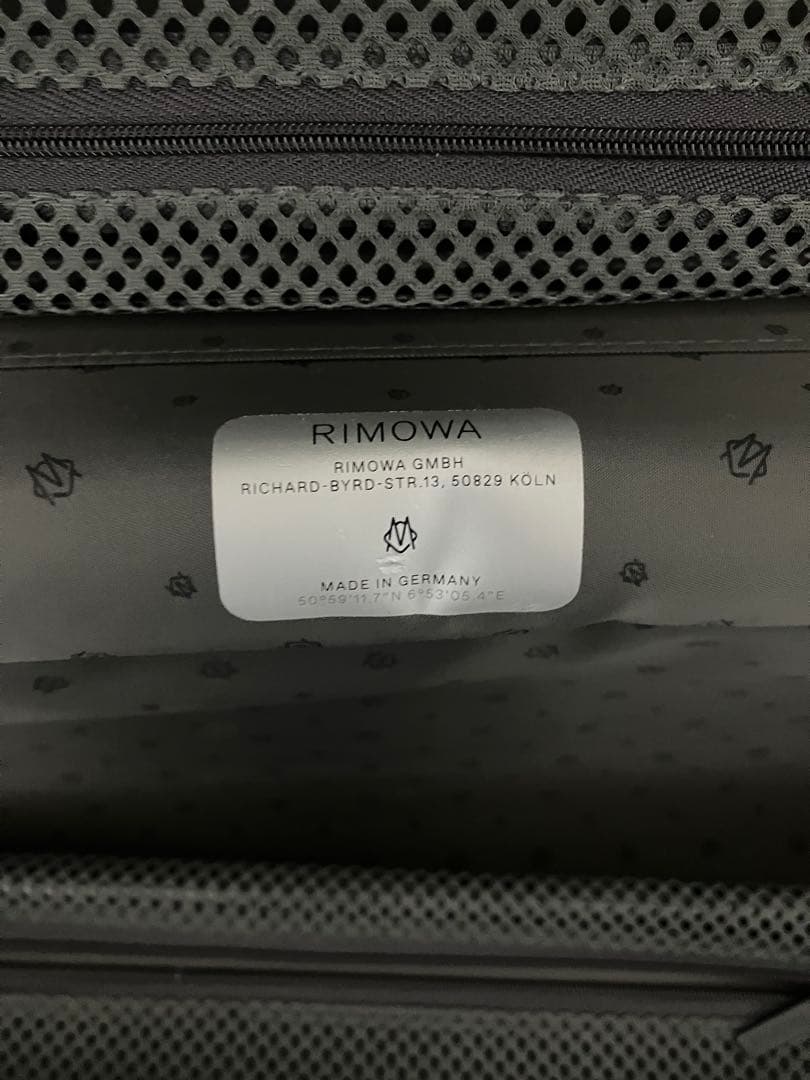 RIMOWA
RIMOWA GMBH
RICHARD-BYRD-STR.13, 50829 KÖLN
MADE IN GERMANY
50°59'11.7"N 6°53'05.4"E